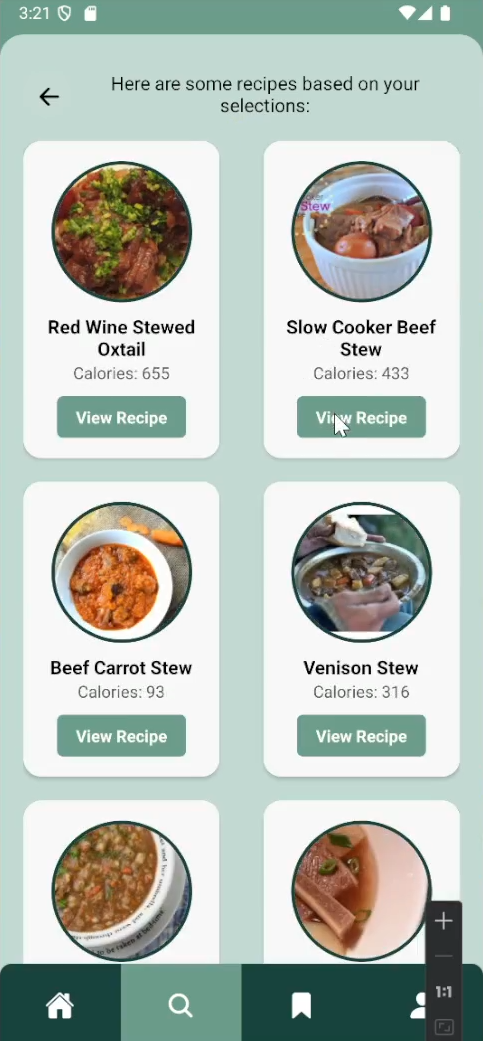 3:21
Here are some recipes based on your
selections:
Stew
Red Wine Stewed
Oxtail
Calories: 655
View Recipe
Slow Cooker Beef
Stew
Calories: 433
View Recipe
Beef Carrot Stew
Calories: 93
View Recipe
Venison Stew
Calories: 316
View Recipe
1:1